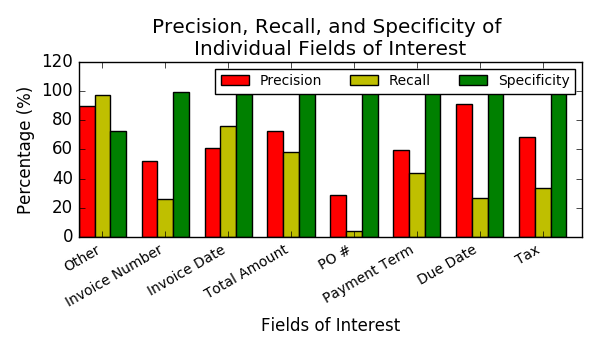 Precision, Recall, and Specificity of
Individual Fields of Interest
Precision
Recall
Specificity
Percentage (%)
120
100
80
60
40
20
0
Other
Invoice Number
Invoice Date
Total Amount
PO #
Payment Term
Due Date
Tax
Fields of Interest